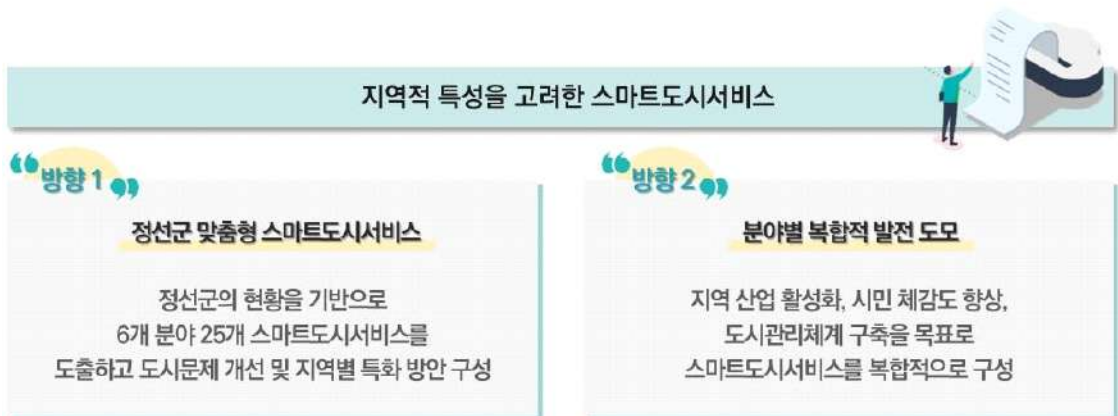 지역적 특성을 고려한 스마트도시서비스
방향 1
정선군 맞춤형 스마트도시서비스
정선군의 현황을 기반으로
6개 분야 25개 스마트도시서비스를
도출하고 도시문제 개선 및 지역별 특화 방안 구성
방향 2
분야별 복합적 발전 도모
지역 산업 활성화, 시민 체감도 향상,
도시관리체계 구축을 목표로
스마트도시서비스를 복합적으로 구성